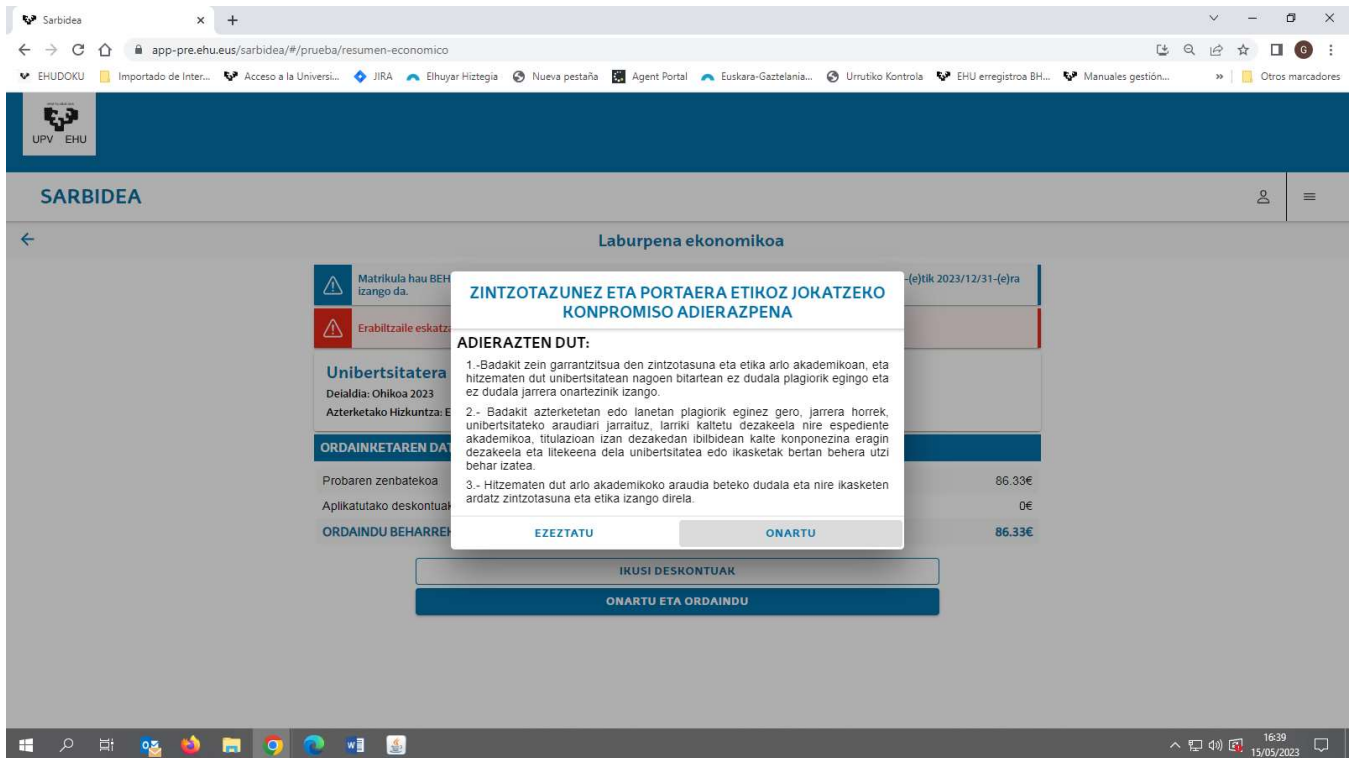 Sarbidea
app-pre.ehu.eus/sarbidea/#/prueba/resumen-economico
G
EHUDOKU Importado de Inter... Acceso a la Universi... JIRA Elhuyar Hiztegia Nueva pestaña Agent Portal Euskara-Gaztelania... Urrutiko Kontrola EHU erregistroa BH... Manuales gestión... » Otros marcadores
UPV EHU
SARBIDEA
Laburpena ekonomikoa
Matrikula hau BEH
-(e)tik 2023/12/31-(e)ra
izango da.
Erabiltzaile eskatza
Unibertsitatera
Deialdia: Ohikoa 2023
Azterketako Hizkuntza: E
ORDAINKETAREN DAT
Probaren zenbatekoa 86.33€
Aplikatutako deskontuak 0€
ORDAINDU BEHARREK 86.33€
ZINTZOTAZUNEZ ETA PORTAERA ETIKOZ JOKATZEKO
KONPROMISO ADIERAZPENA
ADIERAZTEN DUT:
1.-Badakit zein garrantzitsua den zintzotasuna eta etika arlo akademikoan, eta
hitzematen dut unibertsitatean nagoen bitartean ez dudala plagiorik egingo eta
ez dudala jarrera onartezinik izango.
2.- Badakit azterketetan edo lanetan plagiorik eginez gero, jarrera horrek,
unibertsitateko araudiari jarraituz, larriki kaltetu dezakeela nire espediente
akademikoa, titulazioan izan dezakedan ibilbidean kalte konponezina eragin
dezakeela eta litekeena dela unibertsitatea edo ikasketak bertan behera utzi
behar izatea.
3.- Hitzematen dut arlo akademikoko araudia beteko dudala eta nire ikasketen
ardatz zintzotasuna eta etika izango direla.
EZEZTATU ONARTU
IKUSI DESKONTUAK
ONARTU ETA ORDAINDU
16:39
15/05/2023